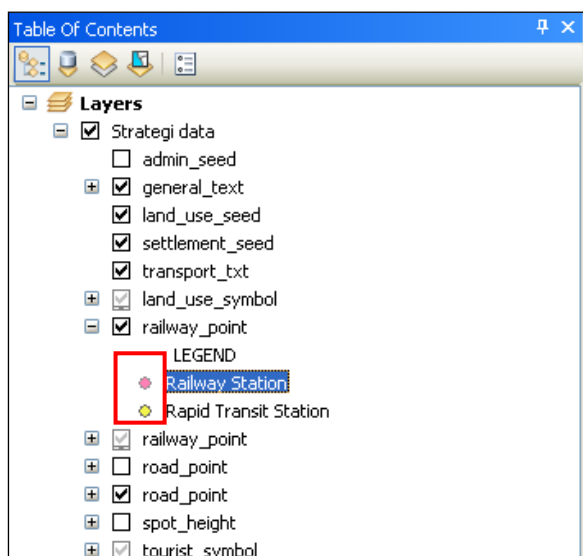 Table Of Contents
Layers
Strategi data
admin_seed
general_text
land_use_seed
settlement_seed
transport_txt
land_use_symbol
railway_point
LEGEND
Railway Station
Rapid Transit Station
railway_point
road_point
road_point
spot_height
tourist_symbol